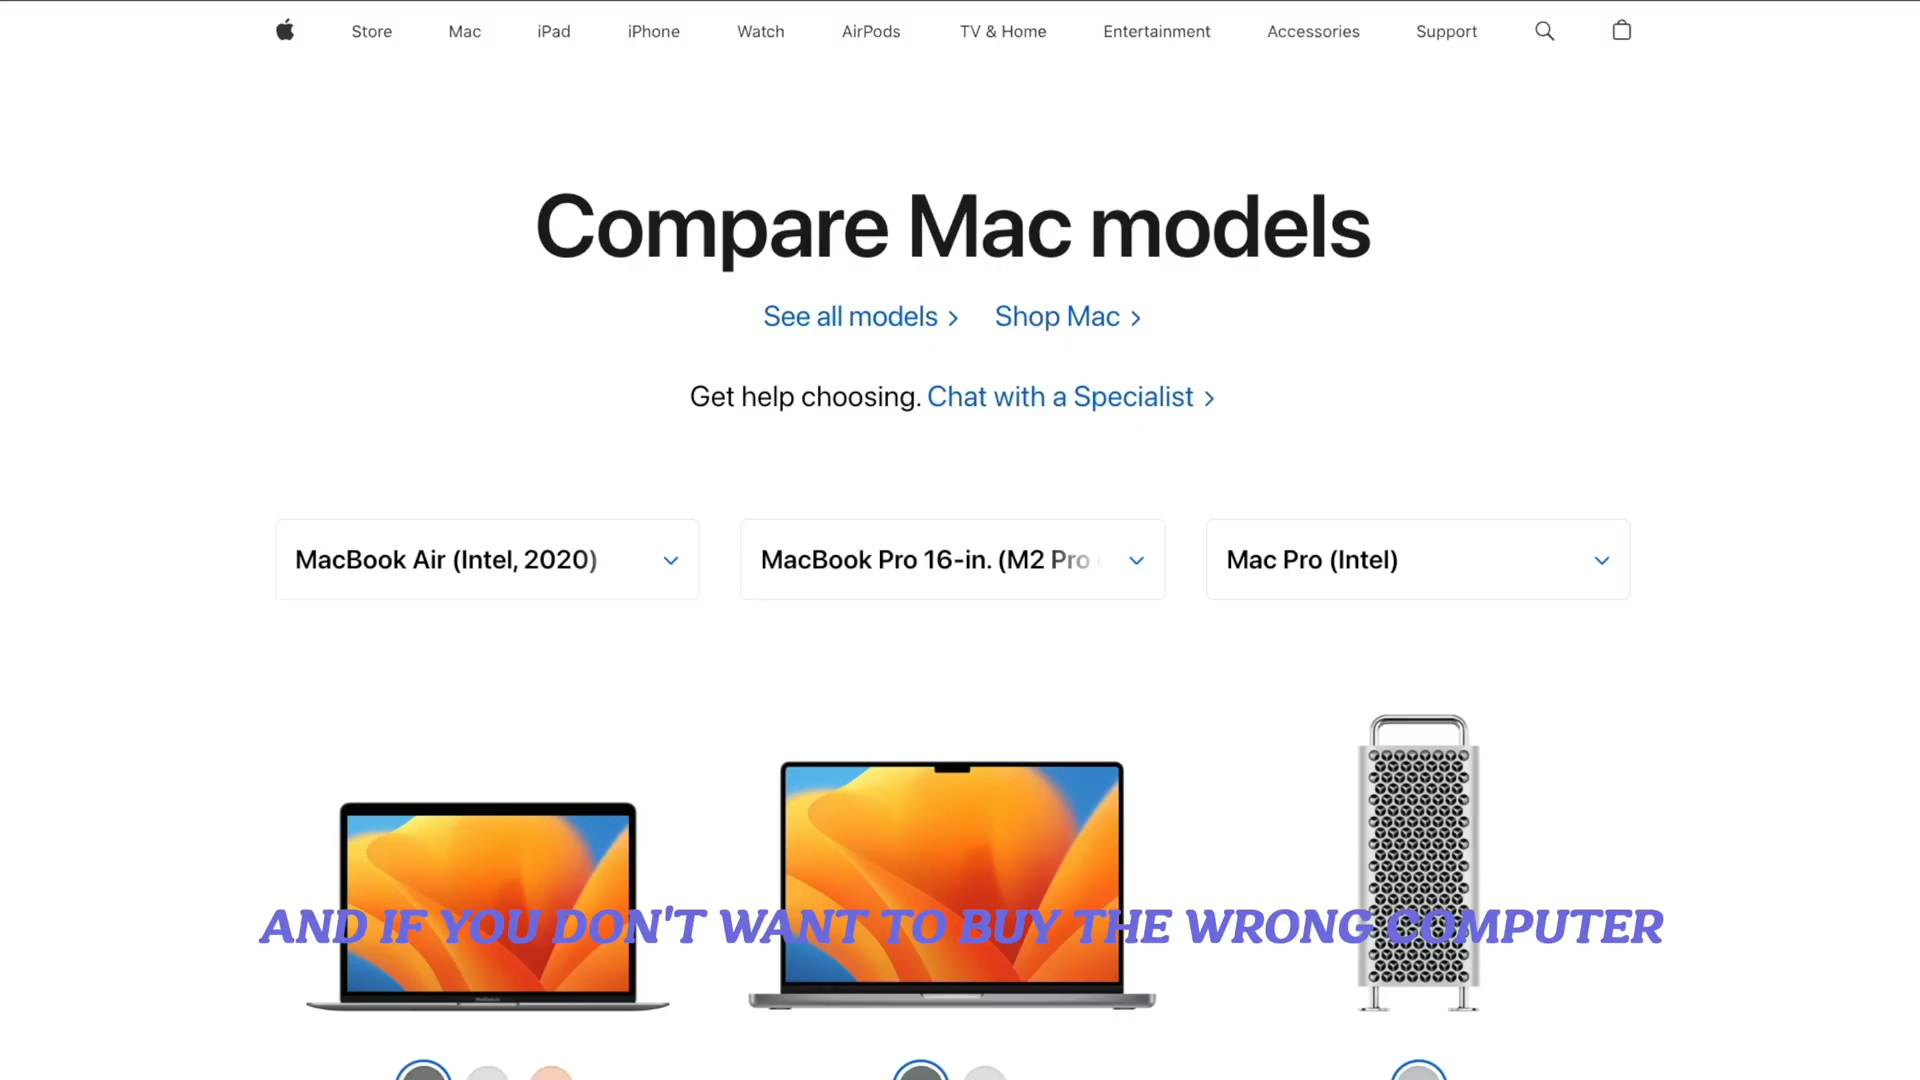 Store Mac iPad iPhone Watch AirPods TV & Home Entertainment Accessories Support
Compare Mac models
See all models > Shop Mac >
Get help choosing. Chat with a Specialist >
MacBook Air (Intel, 2020) MacBook Pro 16-in. (M2 Pro Mac Pro (Intel)
AND IF YOU DON'T WANT TO BUY THE WRONG COMPUTER